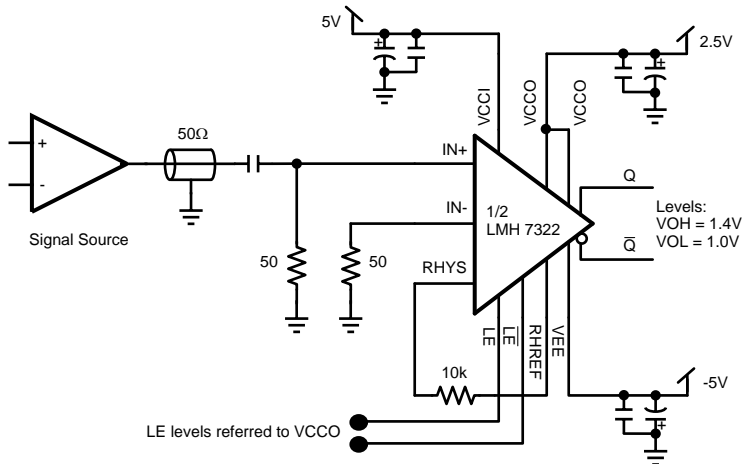 5V
2.5V
VCCI
VCCO
VCCO
50Ω
+
-
Signal Source
IN+
IN-
RHYS
1/2
LMH 7322
Q
Q̅
Levels:
VOH = 1.4V
VOL = 1.0V
50
50
LE
L̅E̅
RHREF
VEE
10k
-5V
+
+
+
LE levels referred to VCCO